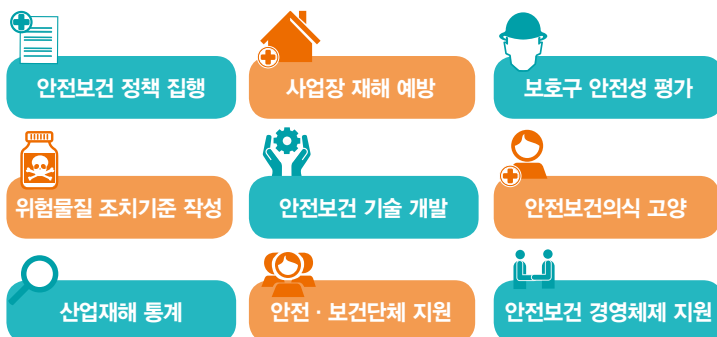 안전보건 정책 집행
사업장 재해 예방
보호구 안전성 평가
위험물질 조치기준 작성
안전보건 기술 개발
안전보건의식 고양
산업재해 통계
안전 · 보건단체 지원
안전보건 경영체제 지원